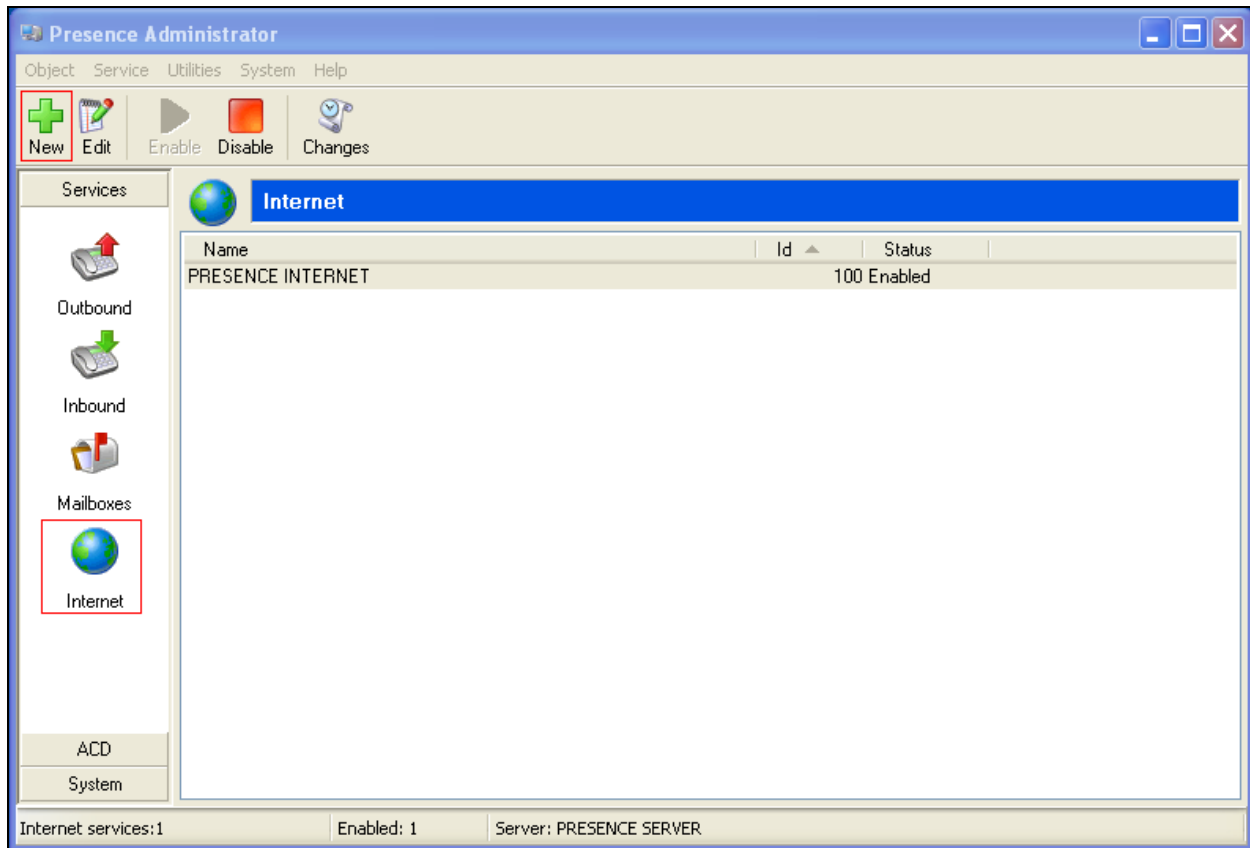 Presence Administrator
Object Service Utilities System Help
New Edit Enable Disable Changes
Services
Internet
Name Id Status
PRESENCE INTERNET 100 Enabled
Outbound
Inbound
Mailboxes
Internet
ACD
System
Internet services:1 Enabled: 1 Server: PRESENCE SERVER